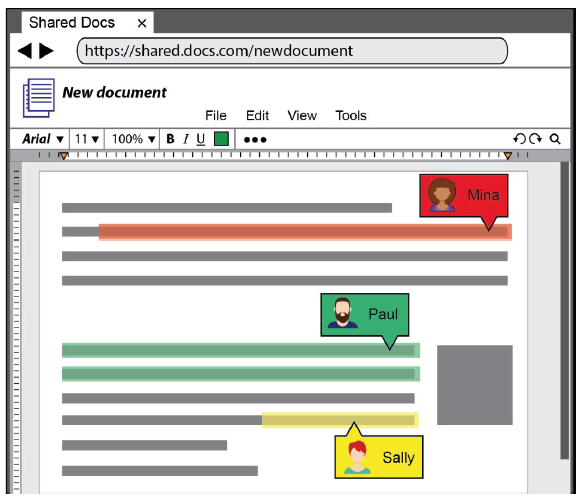 Shared Docs x
https://shared.docs.com/newdocument
New document
File Edit View Tools
Arial 11 100% B I U
Mina
Paul
Sally